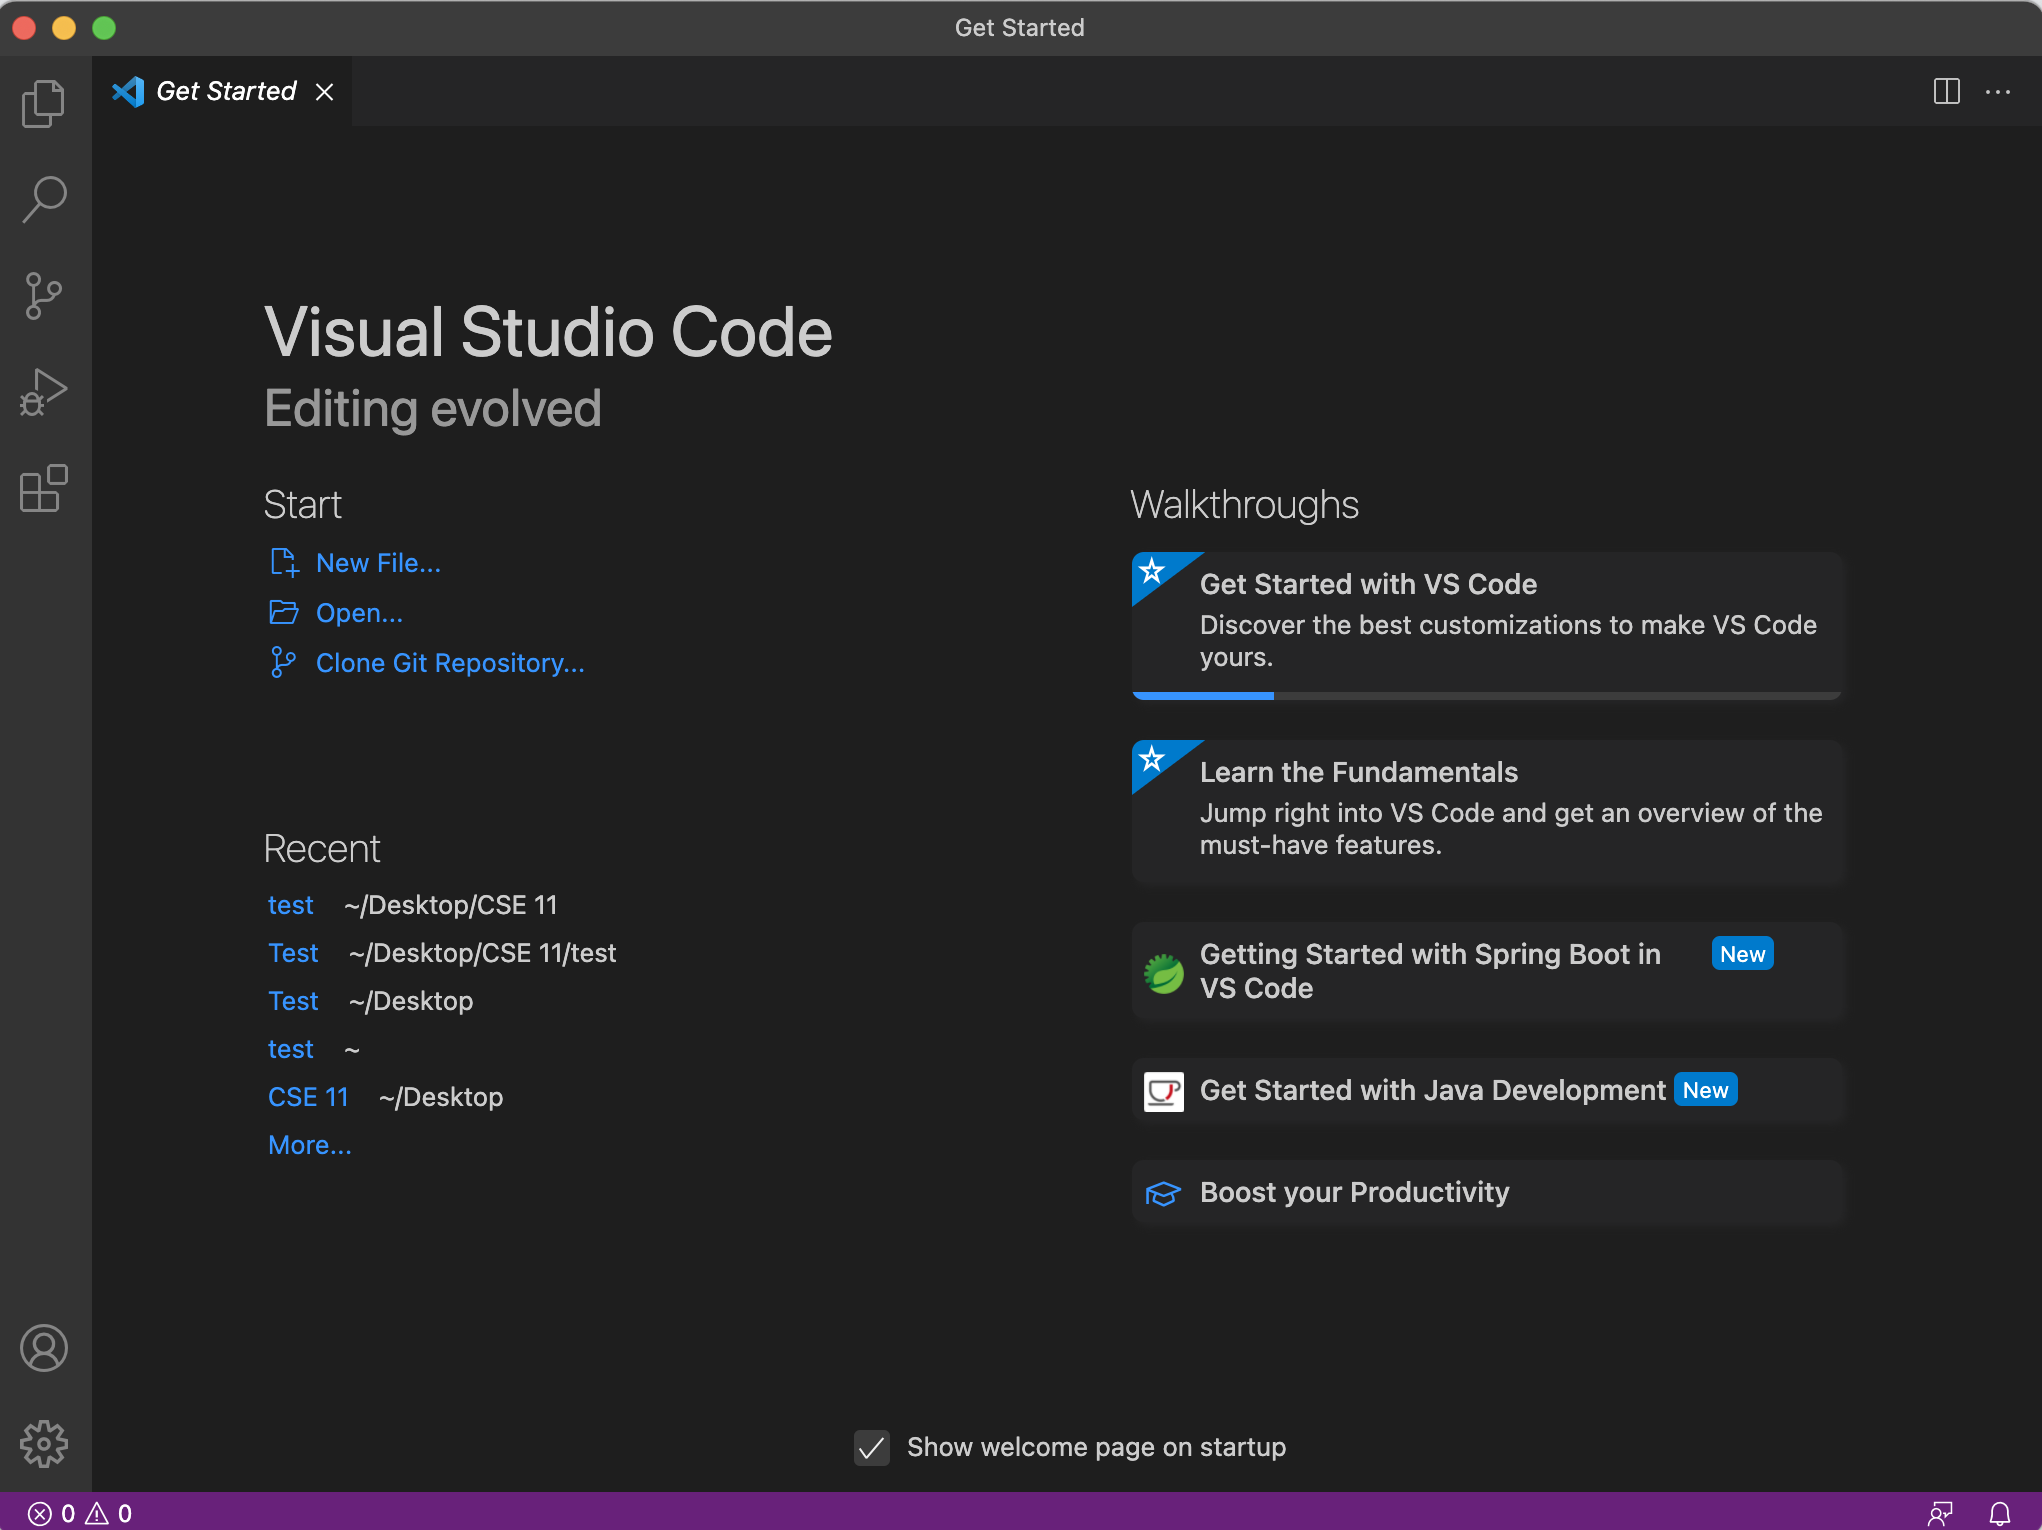 Get Started
Get Started
Visual Studio Code
Editing evolved
Start
New File...
Open...
Clone Git Repository...
Recent
test ~/Desktop/CSE 11
Test ~/Desktop/CSE 11/test
Test ~/Desktop
test ~
CSE 11 ~/Desktop
More...
Walkthroughs
Get Started with VS Code
Discover the best customizations to make VS Code
yours.
Learn the Fundamentals
Jump right into VS Code and get an overview of the
must-have features.
Getting Started with Spring Boot in New
VS Code
Get Started with Java Development New
Boost your Productivity
Show welcome page on startup
0 0